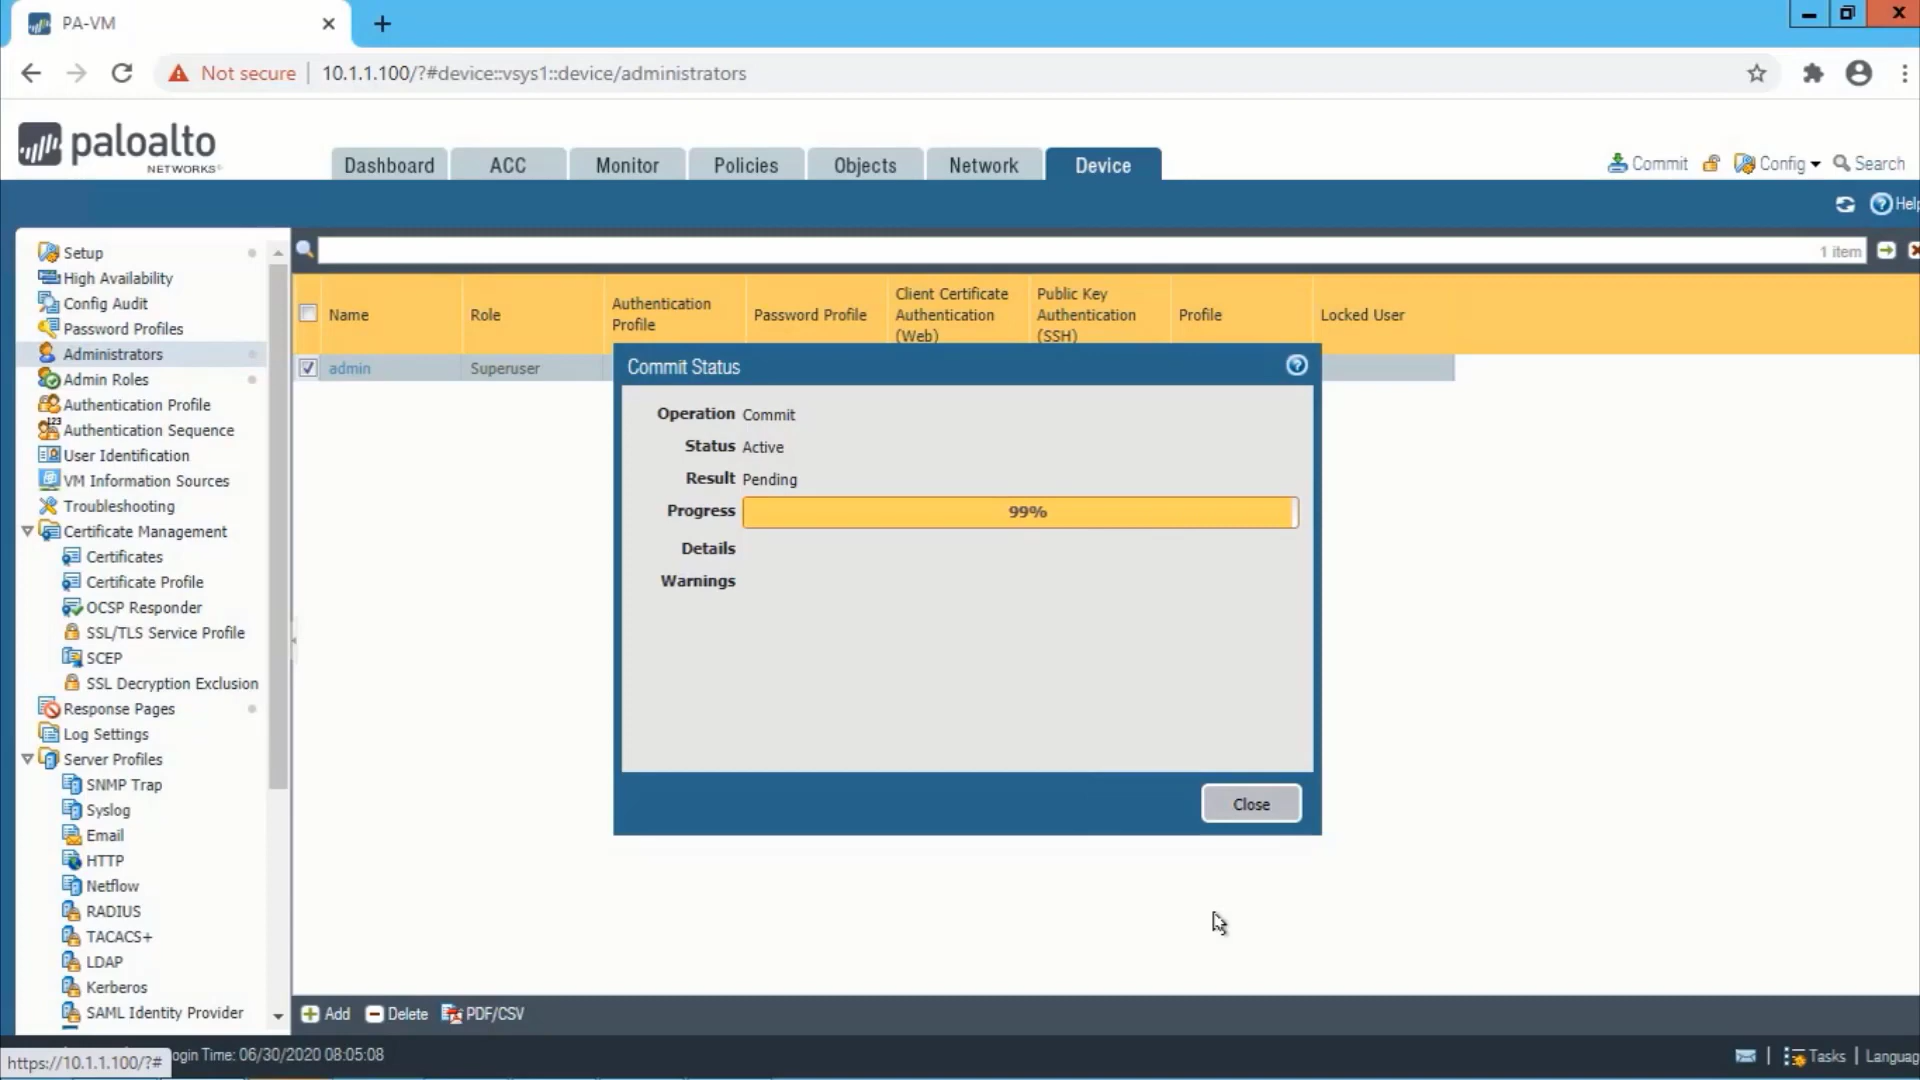 PA-VM
Not secure
10.1.1.100/?#device::vsys1::device/administrators
paloalto
NETWORKS®
Dashboard
ACC
Monitor
Policies
Objects
Network
Device
Commit
Config
Search
Help
Setup
High Availability
Config Audit
Password Profiles
Administrators
Admin Roles
Authentication Profile
Authentication Sequence
User Identification
VM Information Sources
Troubleshooting
Certificate Management
Certificates
Certificate Profile
OCSP Responder
SSL/TLS Service Profile
SCEP
SSL Decryption Exclusion
Response Pages
Log Settings
Server Profiles
SNMP Trap
Syslog
Email
HTTP
Netflow
RADIUS
TACACS+
LDAP
Kerberos
SAML Identity Provider
1 item
Name
Role
Authentication
Profile
Password Profile
Client Certificate
Authentication
(Web)
Public Key
Authentication
(SSH)
Profile
Locked User
admin
Superuser
Commit Status
Operation Commit
Status Active
Result Pending
Progress 99%
Details
Warnings
Close
Add
Delete
PDF/CSV
https://10.1.1.100/?#
ogin Time: 06/30/2020 08:05:08
Tasks
Languag